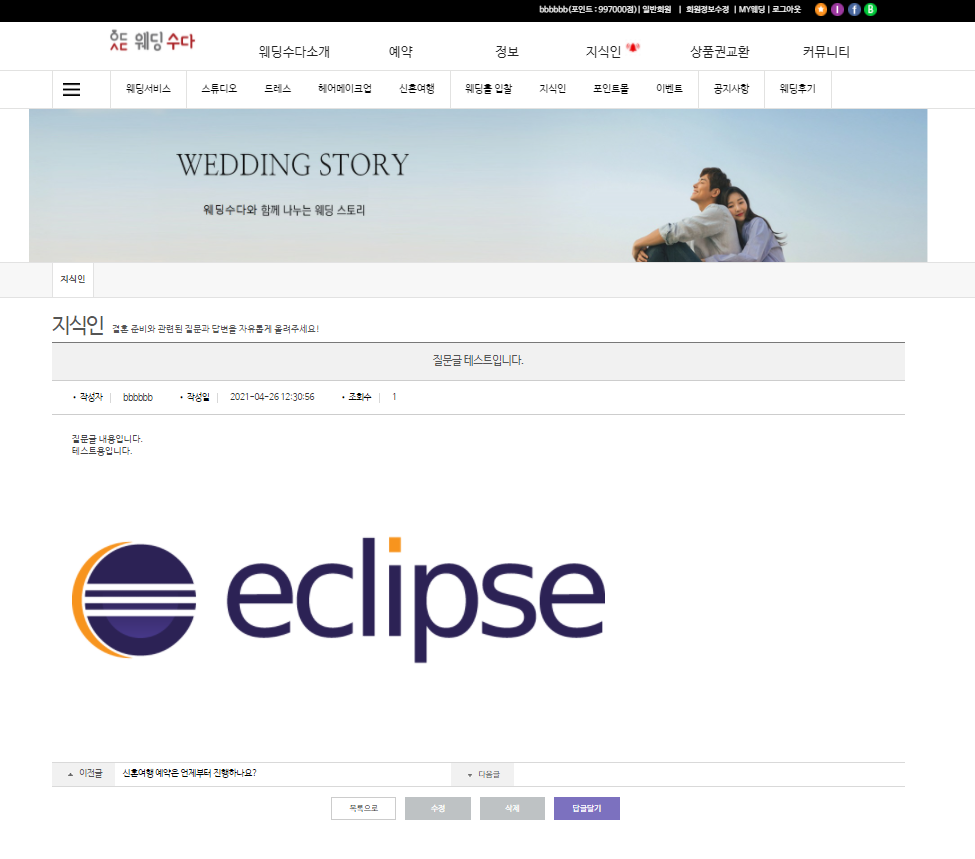 bbbbbb(포인트 : 997000점) | 일반회원 | 회원정보수정 | MY웨딩 | 로그아웃
모든 웨딩수다
웨딩수다소개 예약 정보 지식인 상품권교환 커뮤니티
웨딩서비스 스튜디오 드레스 헤어메이크업 신혼여행 웨딩홀 입찰 지식인 포인트몰 이벤트 공지사항 웨딩후기
WEDDING STORY
웨딩수다와 함께 나누는 웨딩 스토리
지식인
지식인 결혼 준비와 관련된 질문과 답변을 자유롭게 올려주세요!
질문글 테스트입니다.
• 작성자 | bbbbbb • 작성일 | 2021-04-26 12:30:56 • 조회수 | 1
질문글 내용입니다.
테스트용입니다.
eclipse
▲ 이전글 신혼여행 예약은 언제부터 진행하나요? ▼ 다음글
목록으로 수정 삭제 답글달기